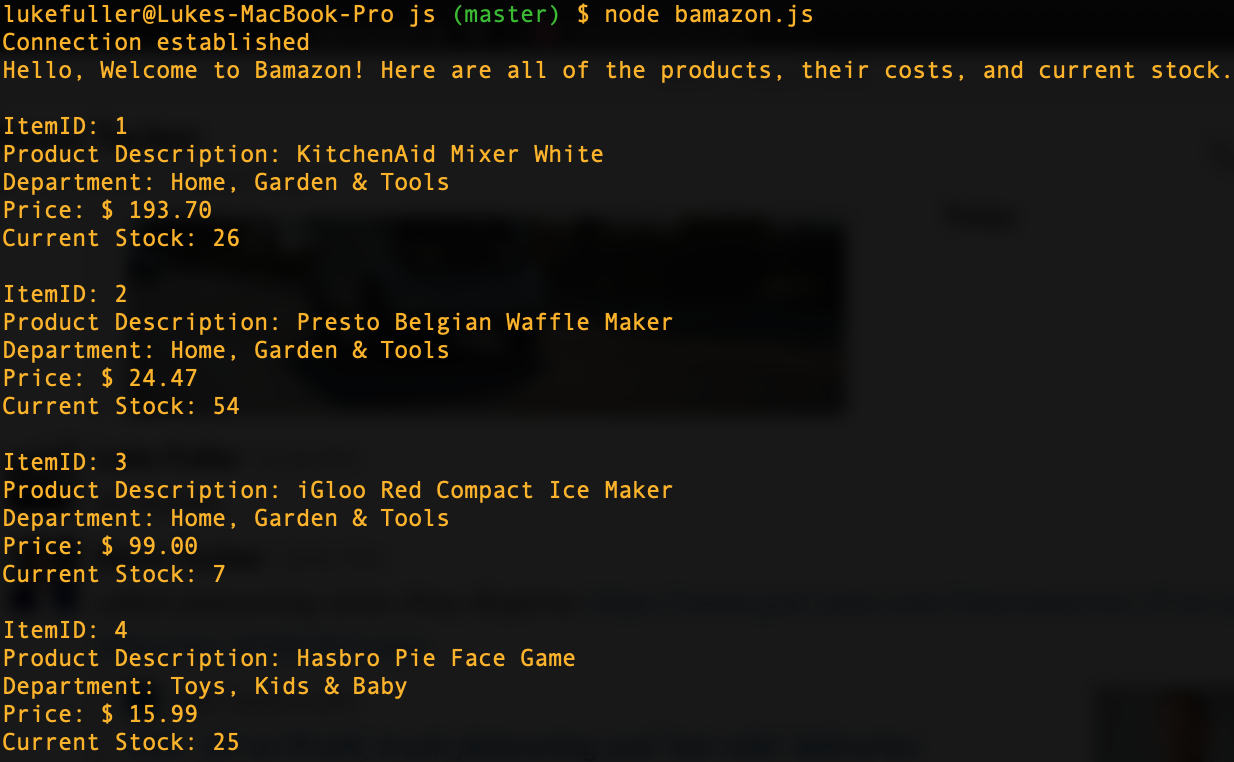 lukefuller@Lukes-MacBook-Pro js (master) $ node bamazon.js
Connection established
Hello, Welcome to Bamazon! Here are all of the products, their costs, and current stock.
ItemID: 1
Product Description: KitchenAid Mixer White
Department: Home, Garden & Tools
Price: $ 193.70
Current Stock: 26
ItemID: 2
Product Description: Presto Belgian Waffle Maker
Department: Home, Garden & Tools
Price: $ 24.47
Current Stock: 54
ItemID: 3
Product Description: iGloo Red Compact Ice Maker
Department: Home, Garden & Tools
Price: $ 99.00
Current Stock: 7
ItemID: 4
Product Description: Hasbro Pie Face Game
Department: Toys, Kids & Baby
Price: $ 15.99
Current Stock: 25